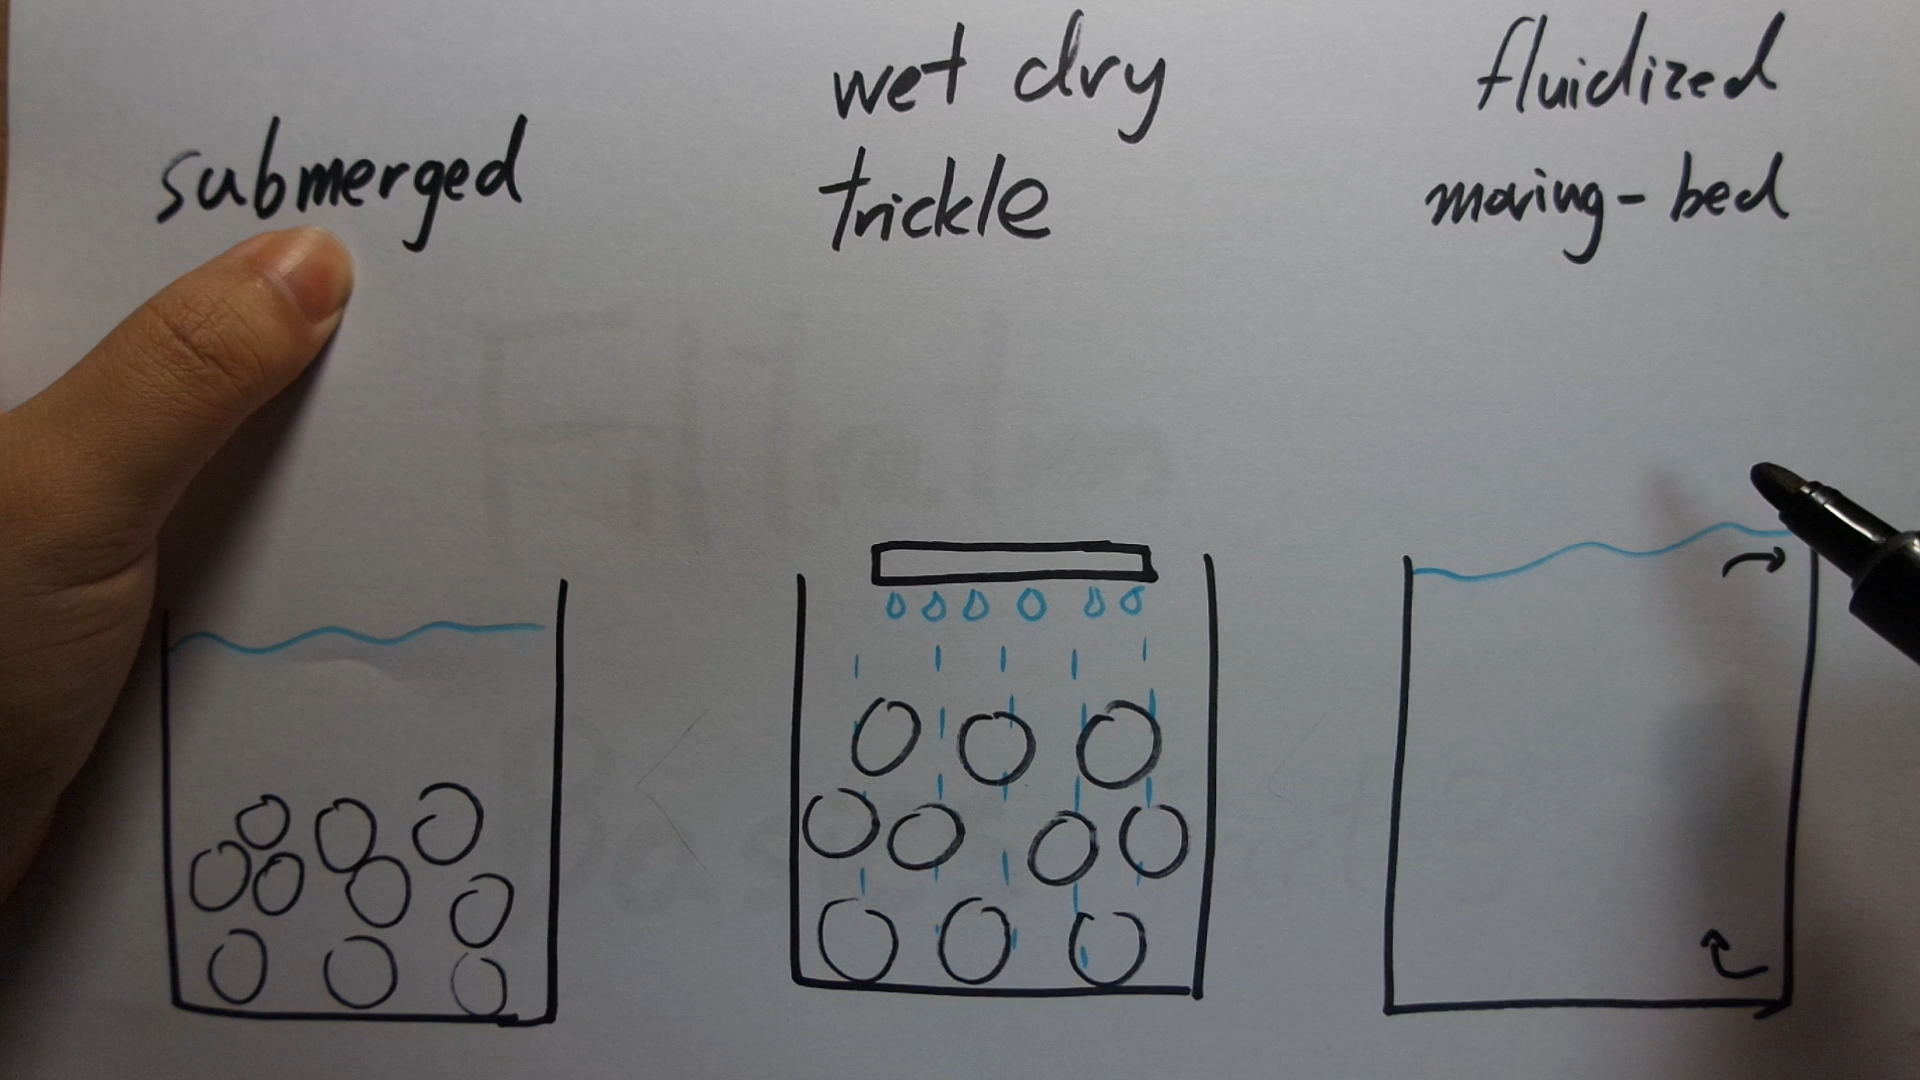 submerged
wet dry
trickle
fluidized
moving-bed